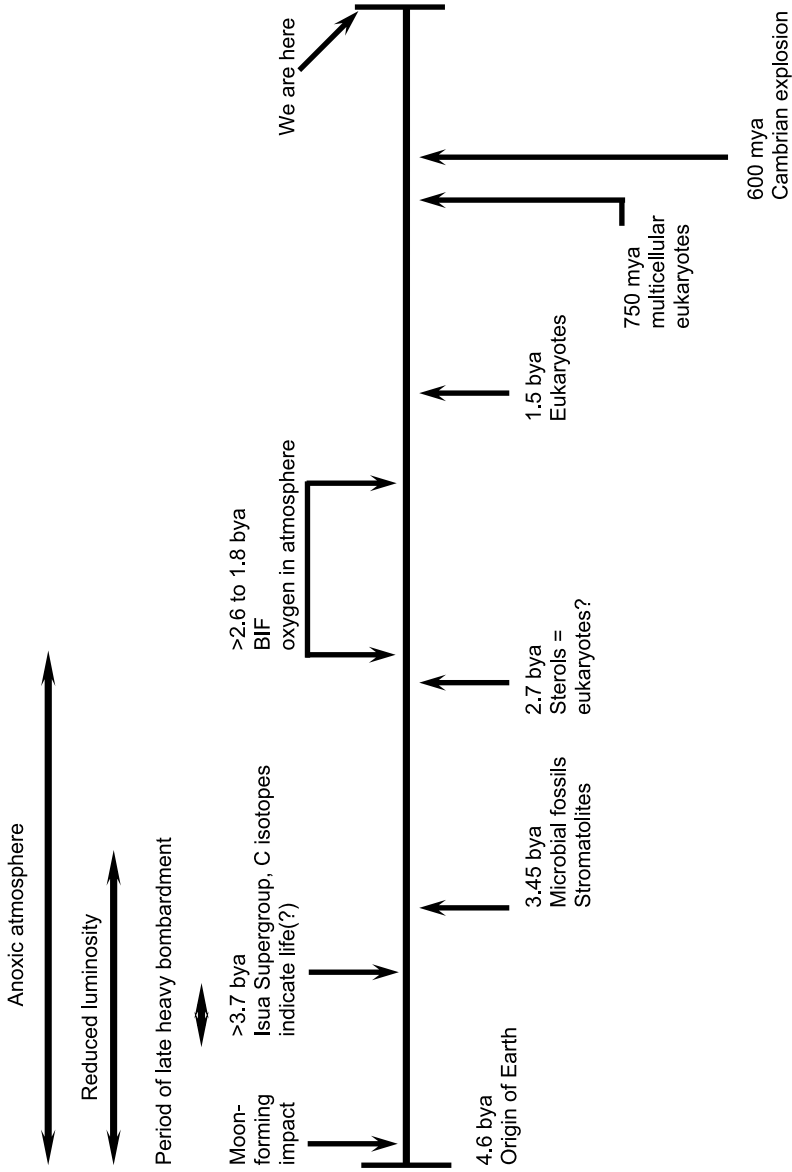 Anoxic atmosphere
Reduced luminosity
Period of late heavy bombardment
Moon-
forming
impact
>3.7 bya
Isua Supergroup, C isotopes
indicate life(?)
>2.6 to 1.8 bya
BIF
oxygen in atmosphere
We are here
4.6 bya
Origin of Earth
3.45 bya
Microbial fossils
Stromatolites
2.7 bya
Sterols =
eukaryotes?
1.5 bya
Eukaryotes
750 mya
multicellular
eukaryotes
600 mya
Cambrian explosion